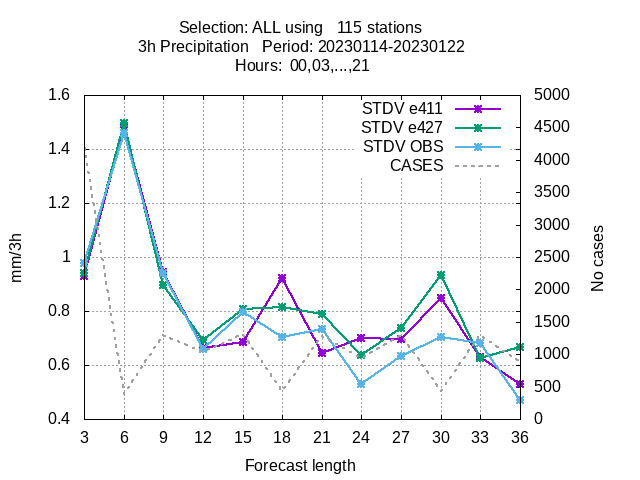 Selection: ALL using   115 stations
3h Precipitation   Period: 20230114-20230122
Hours:  00,03,...,21
STDV e411
STDV e427
STDV OBS
CASES
mm/3h
1.6
1.4
1.2
1
0.8
0.6
0.4
5000
4500
4000
3500
3000
2500
2000
1500
1000
500
0
No cases
3 6 9 12 15 18 21 24 27 30 33 36
Forecast length